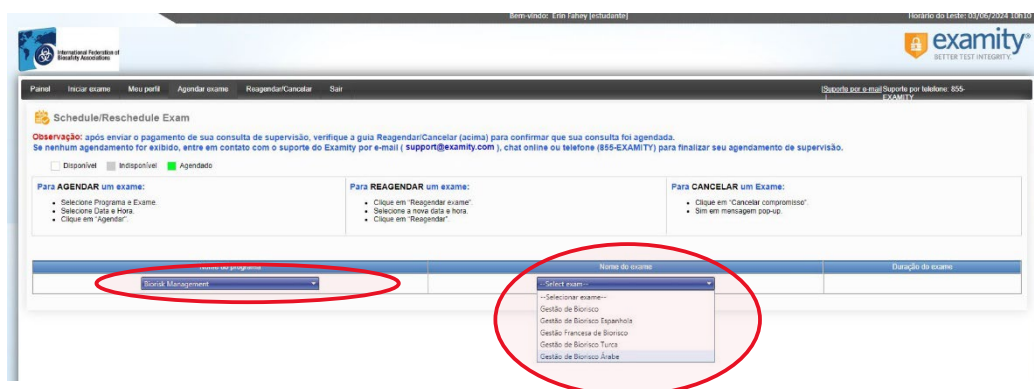 Bem-vindo: Erin Fahey [estudante]
Horário do Leste: 03/06/2024 10h10
International Federation of
Biosafety Associations
examity®
BETTER TEST INTEGRITY.™
Painel Iniciar exame Meu perfil Agendar exame Reagendar/Cancelar Sair
|Suporte por e-mail Suporte por telefone: 855-
| EXAMITY
Schedule/Reschedule Exam
Observação: após enviar o pagamento de sua consulta de supervisão, verifique a guia Reagendar/Cancelar (acima) para confirmar que sua consulta foi agendada.
Se nenhum agendamento for exibido, entre em contato com o suporte do Examity por e-mail ( support@examity.com ), chat online ou telefone (855-EXAMITY) para finalizar seu agendamento de supervisão.
Disponível Indisponível Agendado
Para AGENDAR um exame:
• Selecione Programa e Exame.
• Selecione Data e Hora.
• Clique em "Agendar".
Para REAGENDAR um exame:
• Clique em "Reagendar exame".
• Selecione a nova data e hora.
• Clique em "Reagendar".
Para CANCELAR um Exame:
• Clique em "Cancelar compromisso".
• Sim em mensagem pop-up.
Nome do programa Nome do exame Duração do exame
Biorisk Management
--Select exam--
--Selecionar exame--
Gestão de Biorisco
Gestão de Biorisco Espanhola
Gestão Francesa de Biorisco
Gestão de Biorisco Turca
Gestão de Biorisco Árabe